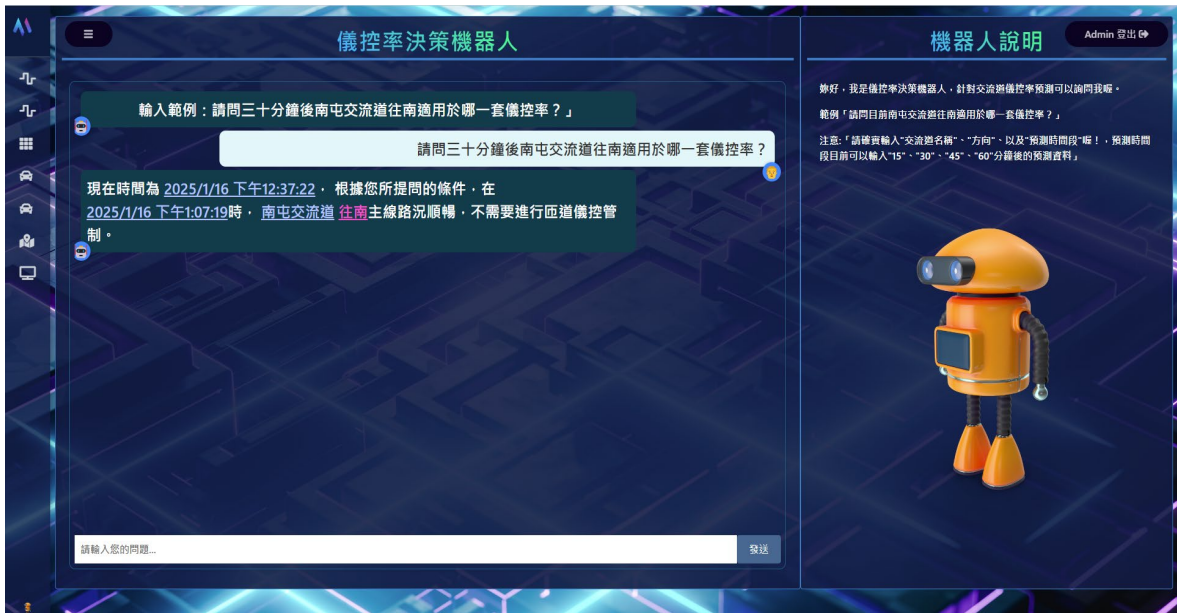 儀控率決策機器人
輸入範例：請問三十分鐘後南屯交流道往南適用於哪一套儀控率？」
請問三十分鐘後南屯交流道往南適用於哪一套儀控率？
現在時間為 2025/1/16 下午12:37:22， 根據您所提問的條件，在
2025/1/16 下午1:07:19時， 南屯交流道 往南主線路況順暢，不需要進行匝道儀控管
制。
請輸入您的問題...
發送
機器人說明
Admin 登出
妳好，我是儀控率決策機器人，針對交流道儀控率預測可以詢問我喔。
範例「請問目前南屯交流道往南適用於哪一套儀控率？」
注意:「請確實輸入"交流道名稱"、"方向"、以及"預測時間段"喔！，預測時間
段目前可以輸入"15"、"30"、"45"、"60"分鐘後的預測資料」